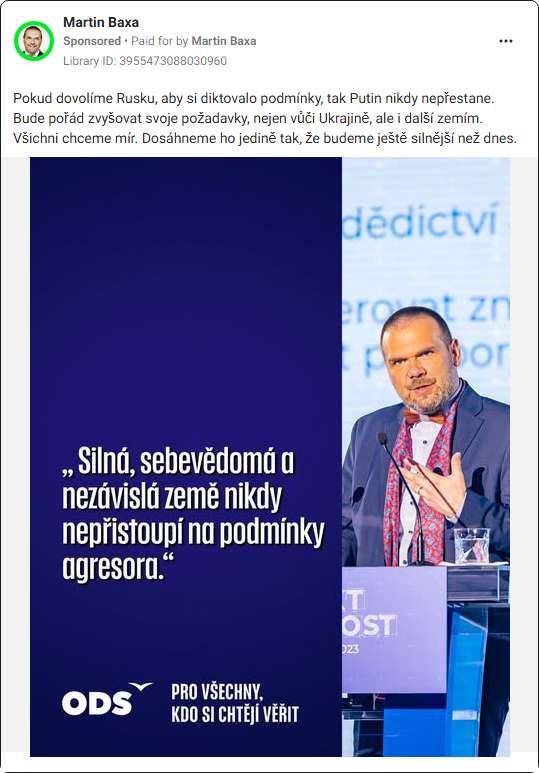 Martin Baxa
Sponsored • Paid for by Martin Baxa
Library ID: 3955473088030960
Pokud dovolíme Rusku, aby si diktovalo podmínky, tak Putin nikdy nepřestane.
Bude pořád zvyšovat svoje požadavky, nejen vůči Ukrajině, ale i další zemím.
Všichni chceme mír. Dosáhneme ho jedině tak, že budeme ještě silnější než dnes.
dědictví
erovat zn
„ Silná, sebevědomá a
nezávislá země nikdy
nepřistoupí na podmínky
agresora.“
KT
OST
023
ODS
PRO VŠECHNY,
KDO SI CHTĚJÍ VĚŘIT